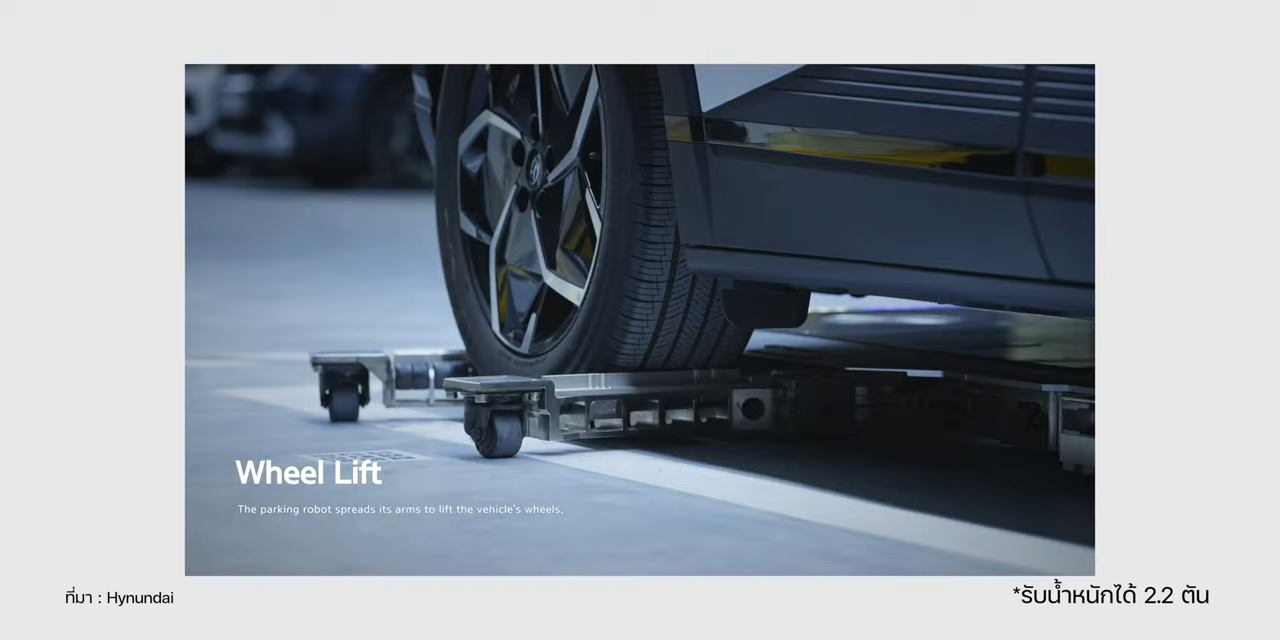 Wheel Lift
The parking robot spreads its arms to lift the vehicle's wheels.
ที่มา : Hynundai
*รับน้ำหนักได้ 2.2 ตัน